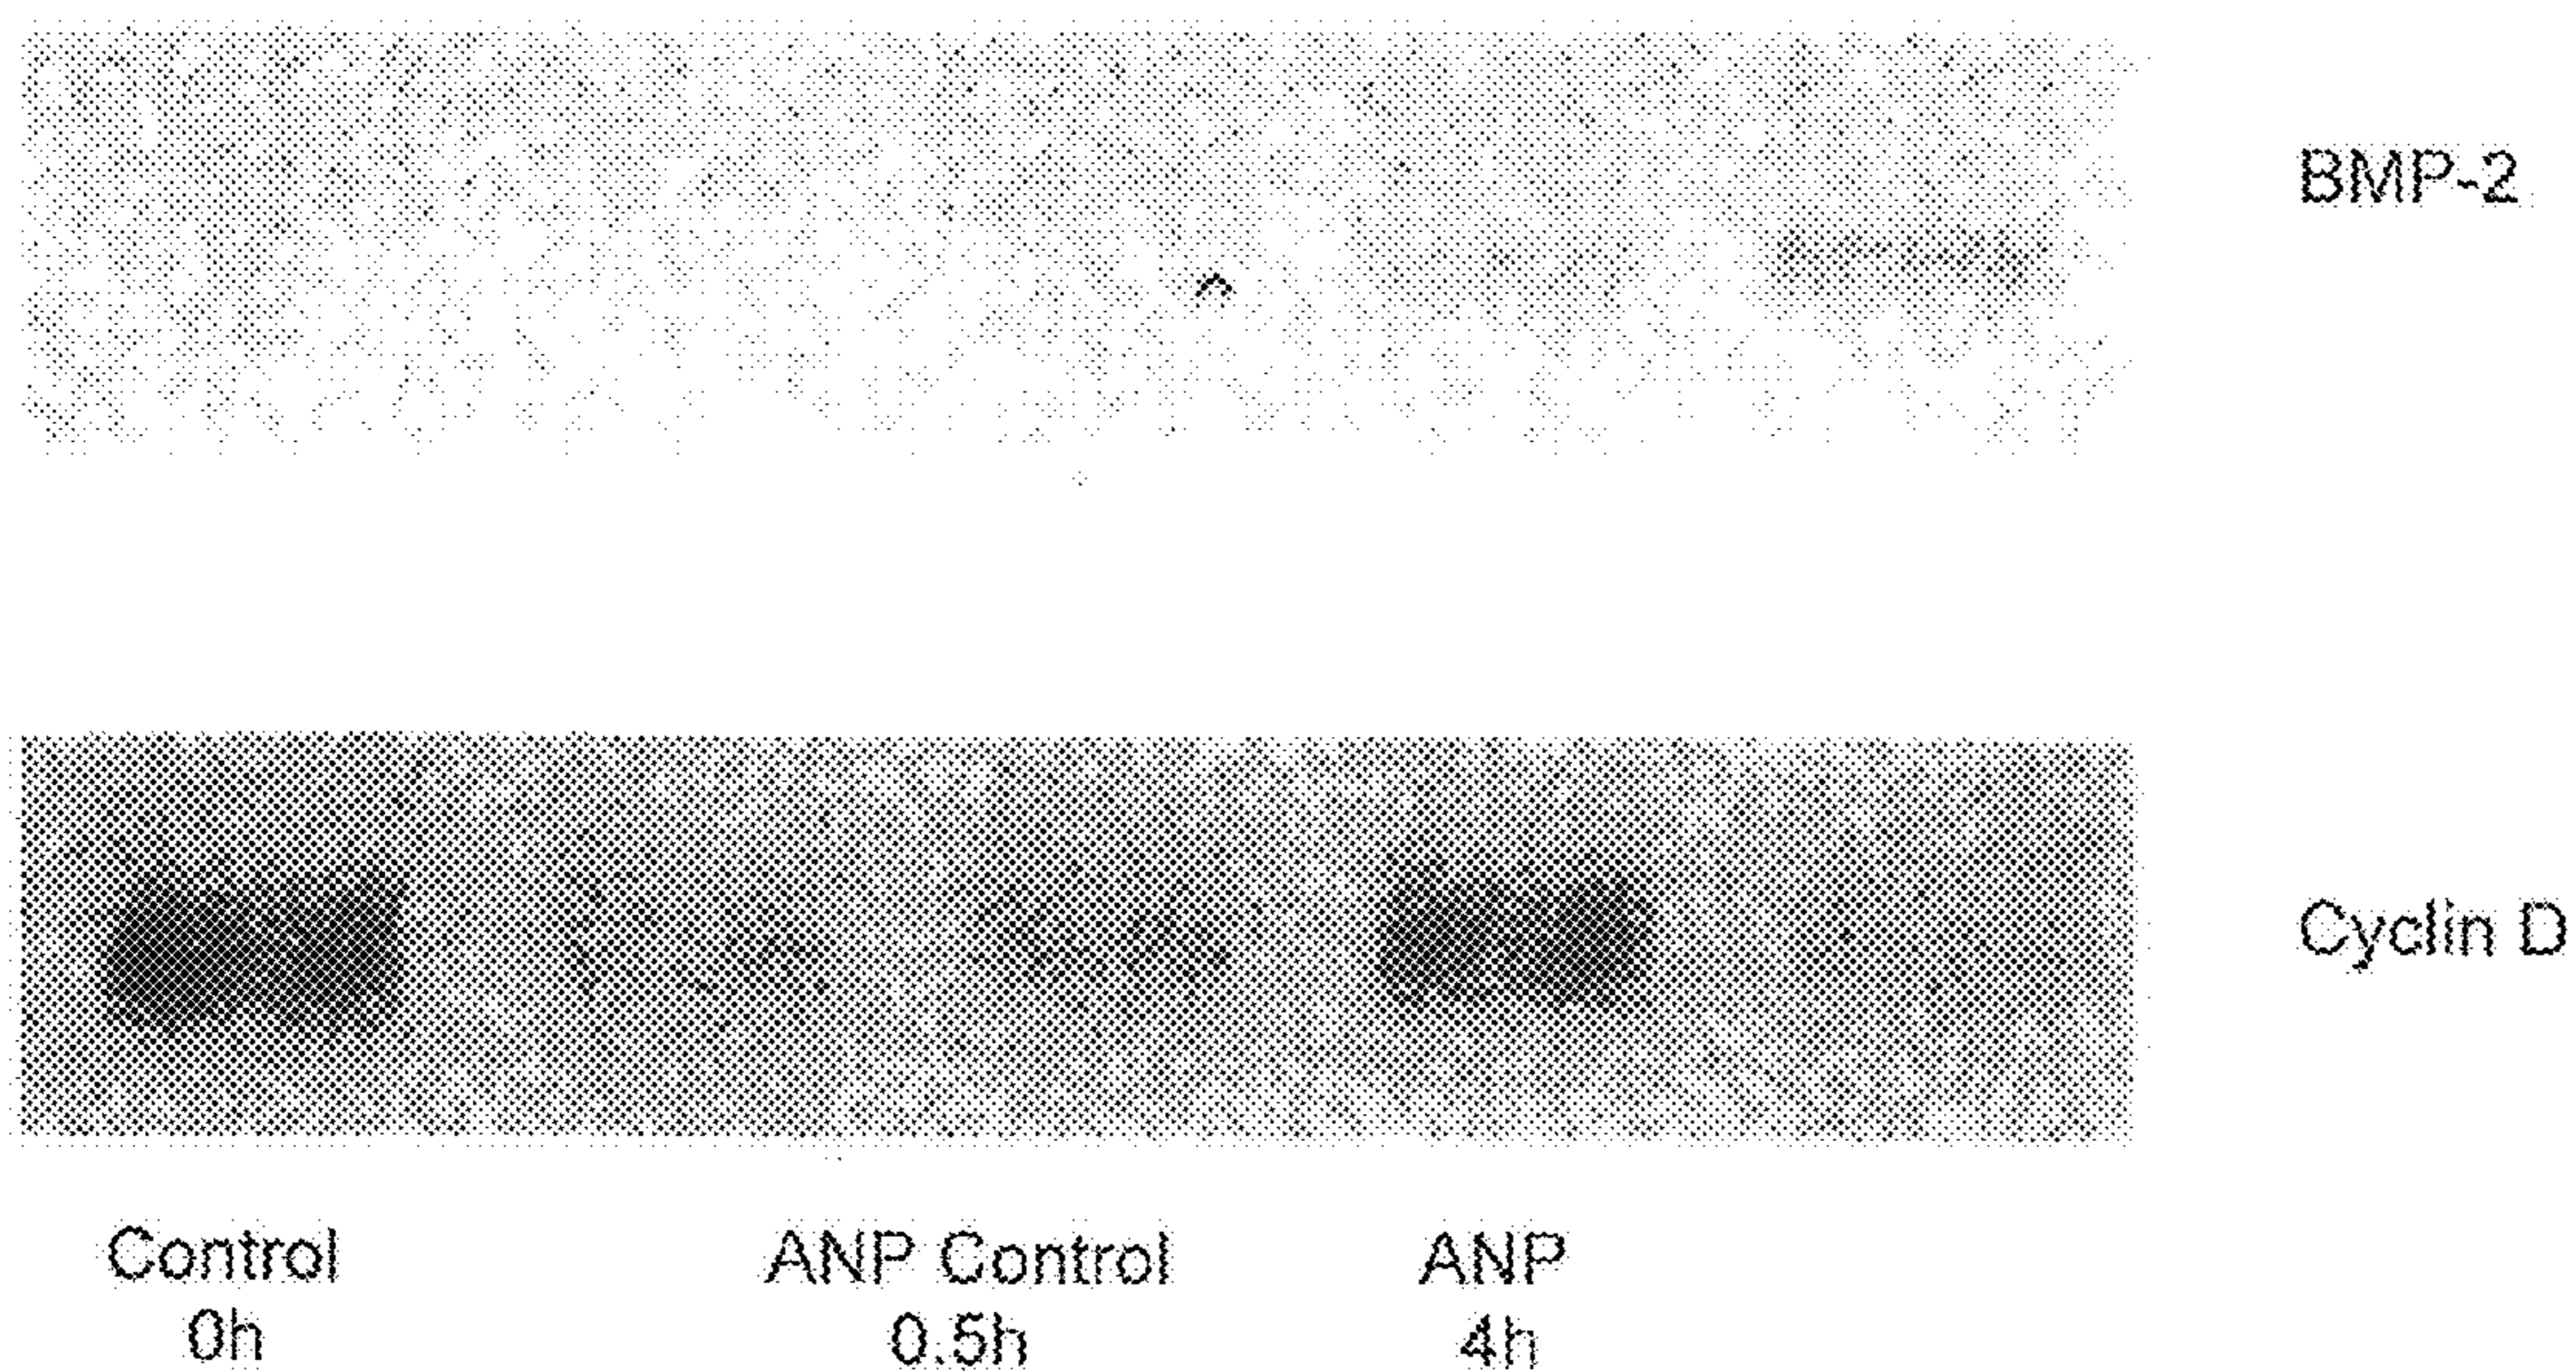 BMP-2
Cyclin D
Control
0h
ANP Control
0.5h
ANP
4h